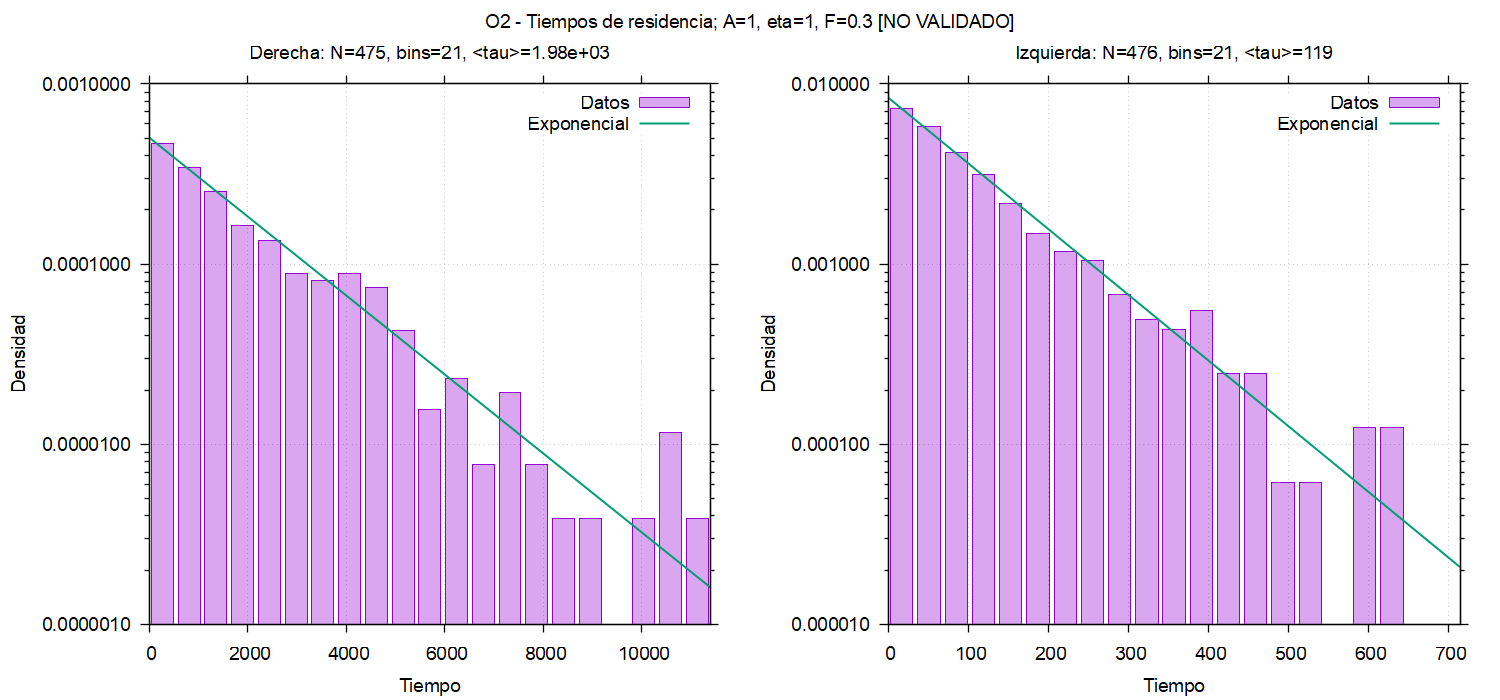 O2 - Tiempos de residencia; A=1, eta=1, F=0.3 [NO VALIDADO]
Derecha: N=475, bins=21, <tau>=1.98e+03
0.0010000
0.0001000
0.0000100
0.0000010
Densidad
Datos
Exponencial
0 2000 4000 6000 8000 10000
Tiempo
Izquierda: N=476, bins=21, <tau>=119
0.010000
0.001000
0.000100
0.000010
Densidad
Datos
Exponencial
0 100 200 300 400 500 600 700
Tiempo